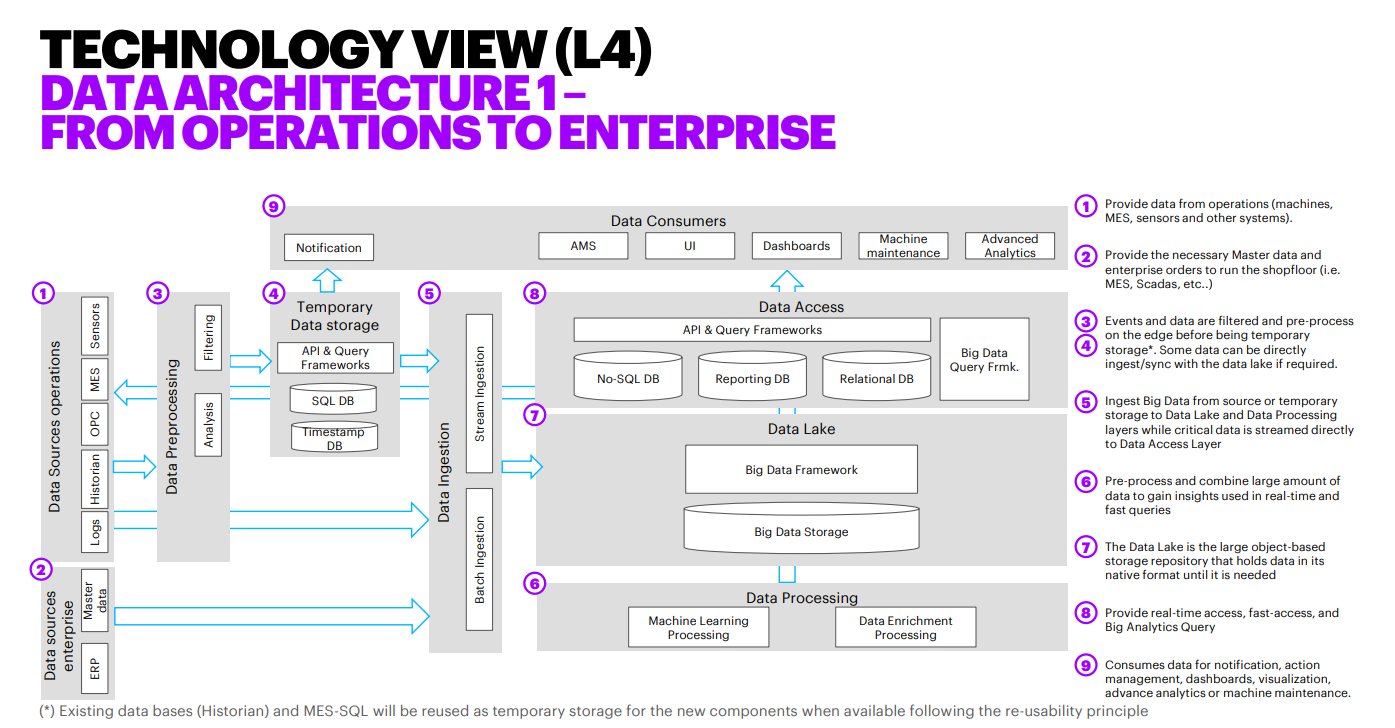 TECHNOLOGY VIEW (L4)
DATA ARCHITECTURE 1 –
FROM OPERATIONS TO ENTERPRISE
9
Data Consumers
Notification
AMS
UI
Dashboards
Machine
maintenance
Advanced
Analytics
1
Data Sources operations
Sensors
MES
OPC
Historian
Logs
2
Data sources
enterprise
Master
data
ERP
3
Data Preprocessing
Filtering
Analysis
4
Temporary
Data storage
API & Query
Frameworks
SQL DB
Timestamp
DB
5
Data Ingestion
Stream Ingestion
Batch Ingestion
8
Data Access
API & Query Frameworks
No-SQL DB
Reporting DB
Relational DB
Big Data
Query Frmk.
7
Data Lake
Big Data Framework
Big Data Storage
6
Data Processing
Machine Learning
Processing
Data Enrichment
Processing
1
Provide data from operations (machines,
MES, sensors and other systems).
2
Provide the necessary Master data and
enterprise orders to run the shopfloor (i.e.
MES, Scadas, etc..)
3
4
Events and data are filtered and pre-process
on the edge before being temporary
storage*. Some data can be directly
ingest/sync with the data lake if required.
5
Ingest Big Data from source or temporary
storage to Data Lake and Data Processing
layers while critical data is streamed directly
to Data Access Layer
6
Pre-process and combine large amount of
data to gain insights used in real-time and
fast queries
7
The Data Lake is the large object-based
storage repository that holds data in its
native format until it is needed
8
Provide real-time access, fast-access, and
Big Analytics Query
9
Consumes data for notification, action
management, dashboards, visualization,
advance analytics or machine maintenance.
(*) Existing data bases (Historian) and MES-SQL will be reused as temporary storage for the new components when available following the re-usability principle